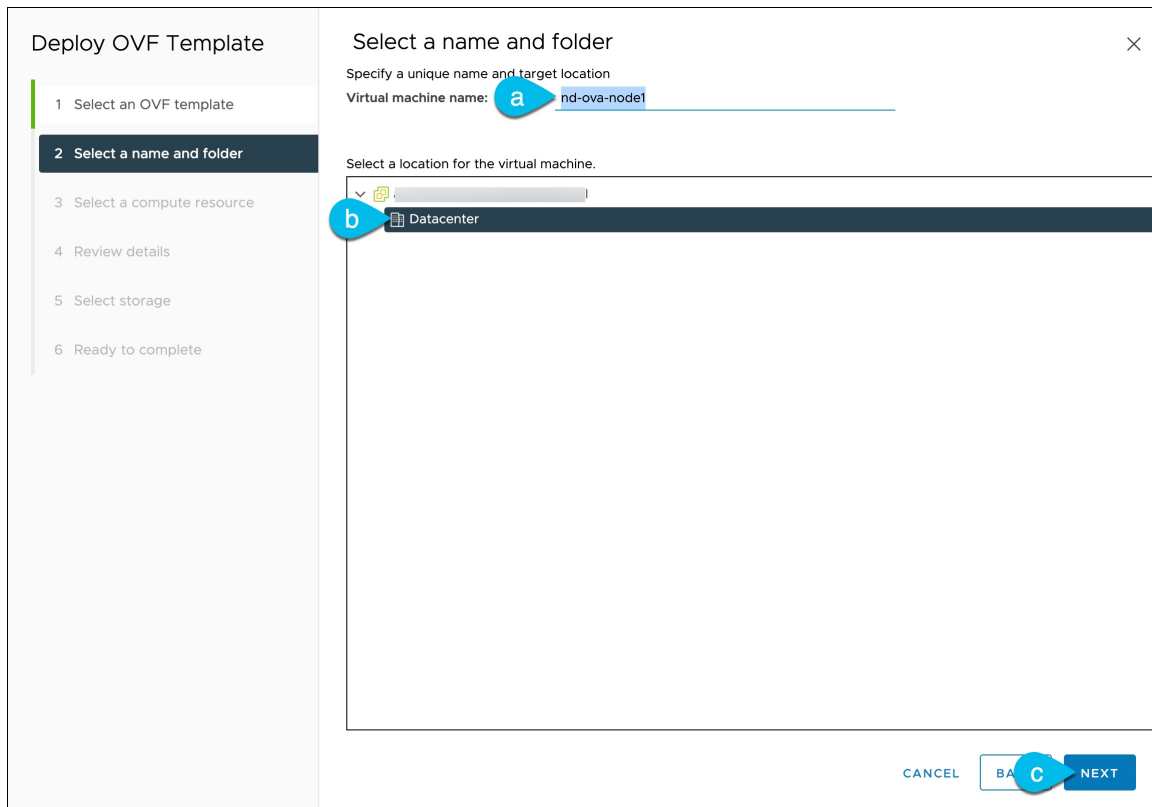 Deploy OVF Template
1 Select an OVF template
2 Select a name and folder
3 Select a compute resource
4 Review details
5 Select storage
6 Ready to complete
Select a name and folder
Specify a unique name and target location
Virtual machine name: a nd-ova-node1
Select a location for the virtual machine.
b Datacenter
CANCEL BA c NEXT